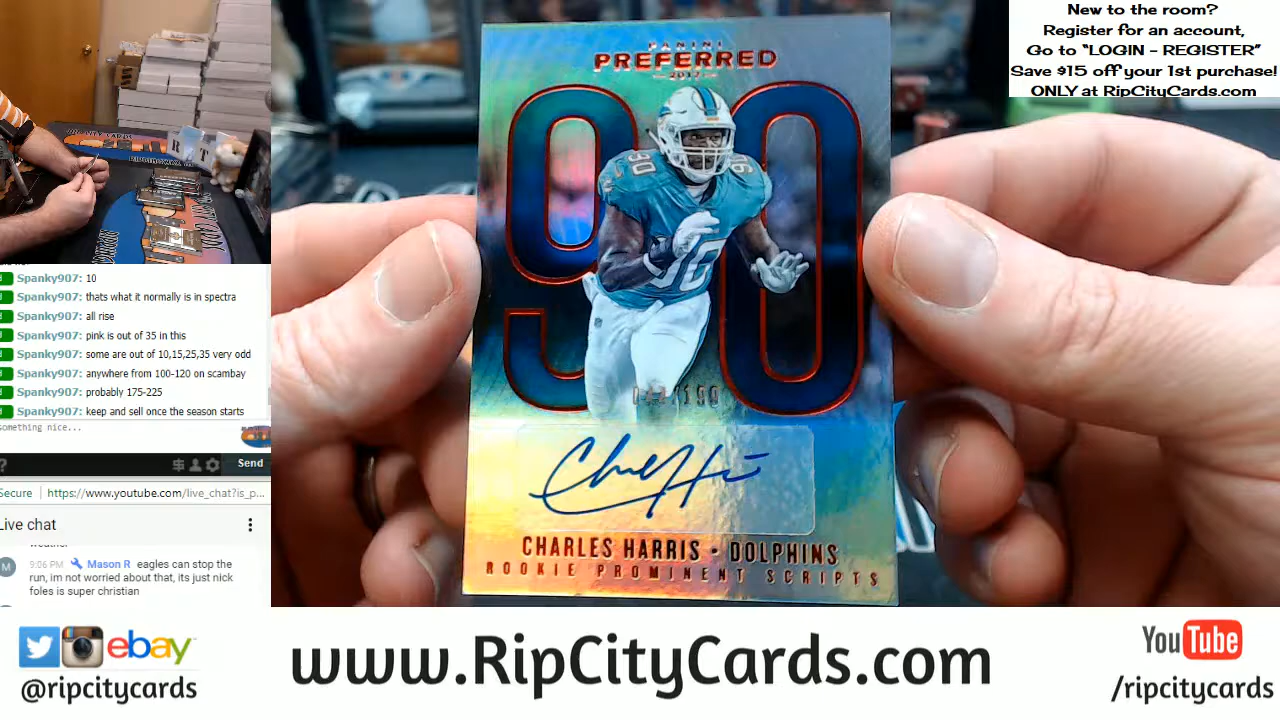 New to the room?
Register for an account,
Go to “LOGIN – REGISTER”
Save $15 off your 1st purchase!
ONLY at RipCityCards.com
PANINI
PREFERRED
2017
90
30
90
90
CHARLES HARRIS • DOLPHINS
ROOKIE PROMINENT SCRIPTS
R T
Spanky907: 10
Spanky907: thats what it normally is in spectra
Spanky907: all rise
Spanky907: pink is out of 35 in this
Spanky907: some are out of 10,15,25,35 very odd
Spanky907: anywhere from 100-120 on scambay
Spanky907: probably 175-225
Spanky907: keep and sell once the season starts
something nice...
Send
Secure https://www.youtube.com/live_chat?is_p...
Live chat
M
9:06 PM Mason R eagles can stop the
run, im not worried about that, its just nick
foles is super christian
ebay
@ripcitycards
www.RipCityCards.com
YouTube
/ripcitycards